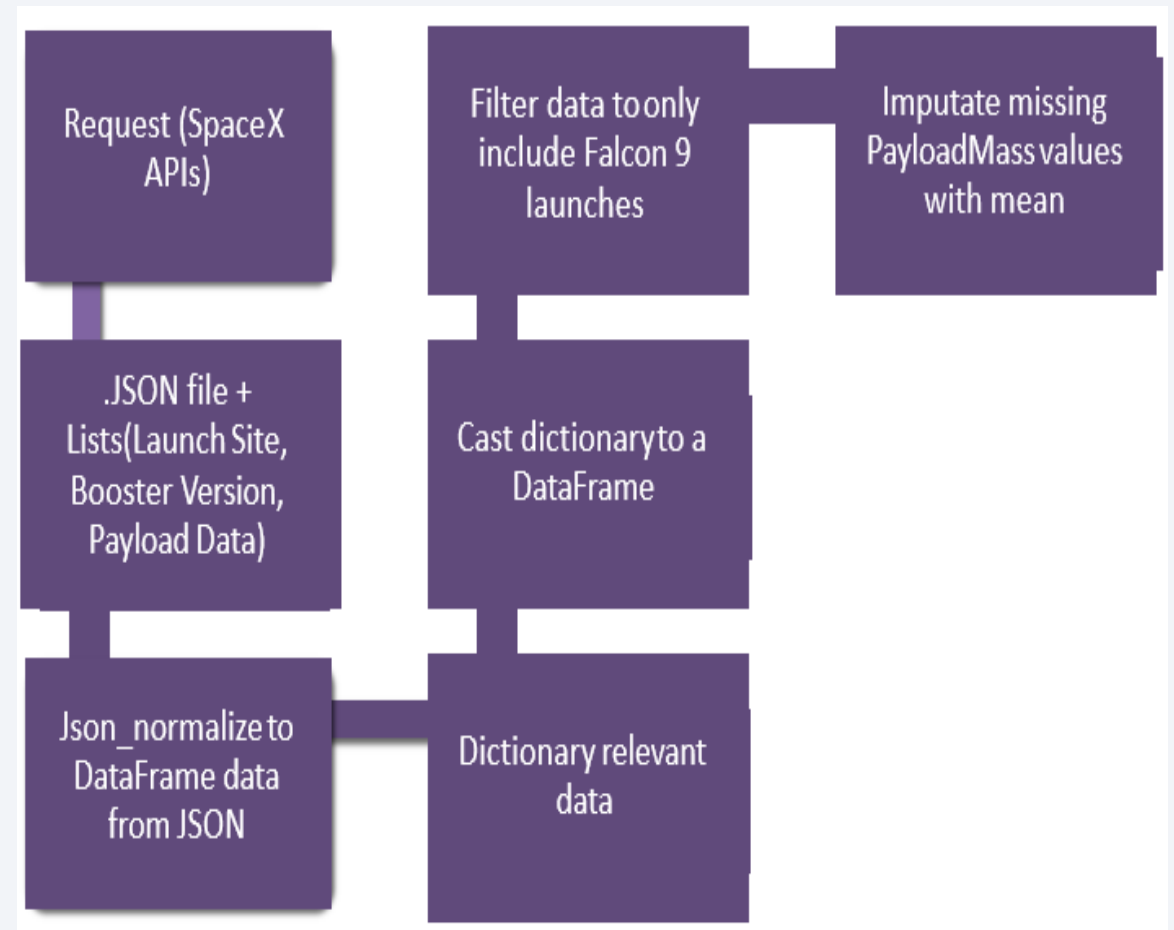 Request (SpaceX
APIs)
.JSON file +
Lists(Launch Site,
Booster Version,
Payload Data)
Json_normalize to
DataFrame data
from JSON
Dictionary relevant
data
Cast dictionary to a
DataFrame
Filter data to only
include Falcon 9
launches
Imputate missing
PayloadMass values
with mean